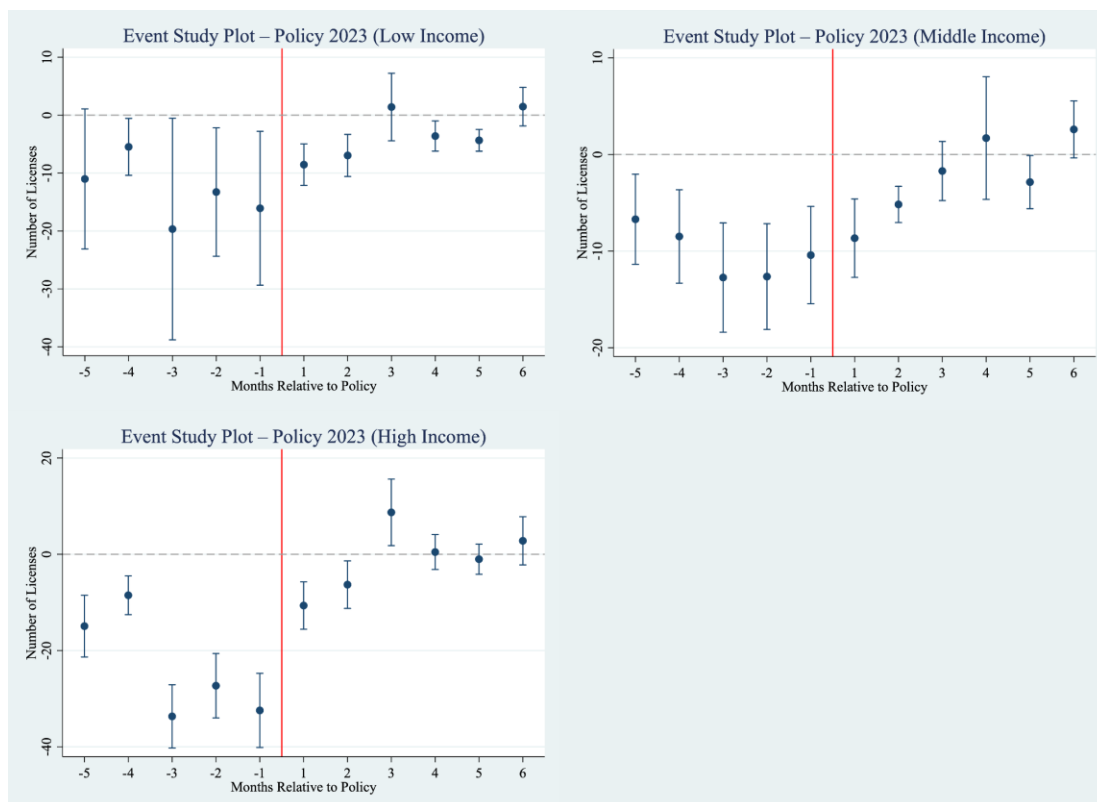 Event Study Plot – Policy 2023 (Low Income)
Number of Licenses
10
0
-10
-20
-30
-40
-5 -4 -3 -2 -1 1 2 3 4 5 6
Months Relative to Policy
Event Study Plot – Policy 2023 (Middle Income)
Number of Licenses
10
0
-10
-20
-5 -4 -3 -2 -1 1 2 3 4 5 6
Months Relative to Policy
Event Study Plot – Policy 2023 (High Income)
Number of Licenses
20
0
-20
-40
-5 -4 -3 -2 -1 1 2 3 4 5 6
Months Relative to Policy